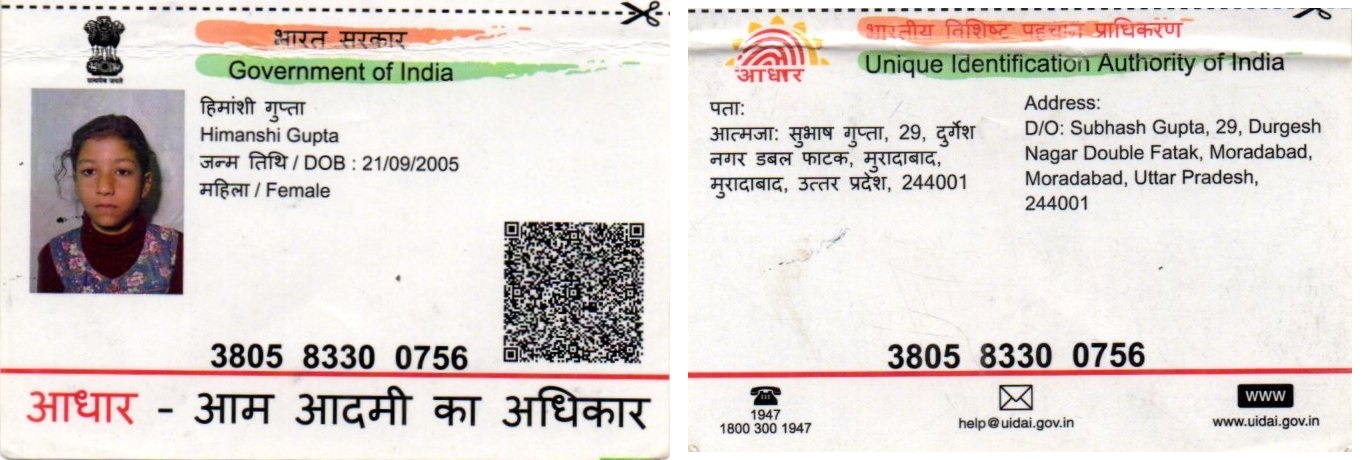 भारत सरकार
Government of India
सत्यमेव जयते
हिमांशी गुप्ता
Himanshi Gupta
जन्म तिथि / DOB : 21/09/2005
महिला / Female
3805 8330 0756
आधार - आम आदमी का अधिकार
भारतीय विशिष्ट पहचान प्राधिकरण
Unique Identification Authority of India
आधार
पता:
आत्मजा: सुभाष गुप्ता, 29, दुर्गेश
नगर डबल फाटक, मुरादाबाद,
मुरादाबाद, उत्तर प्रदेश, 244001
Address:
D/O: Subhash Gupta, 29, Durgesh
Nagar Double Fatak, Moradabad,
Moradabad, Uttar Pradesh,
244001
3805 8330 0756
1947
1800 300 1947
help@uidai.gov.in
www
www.uidai.gov.in